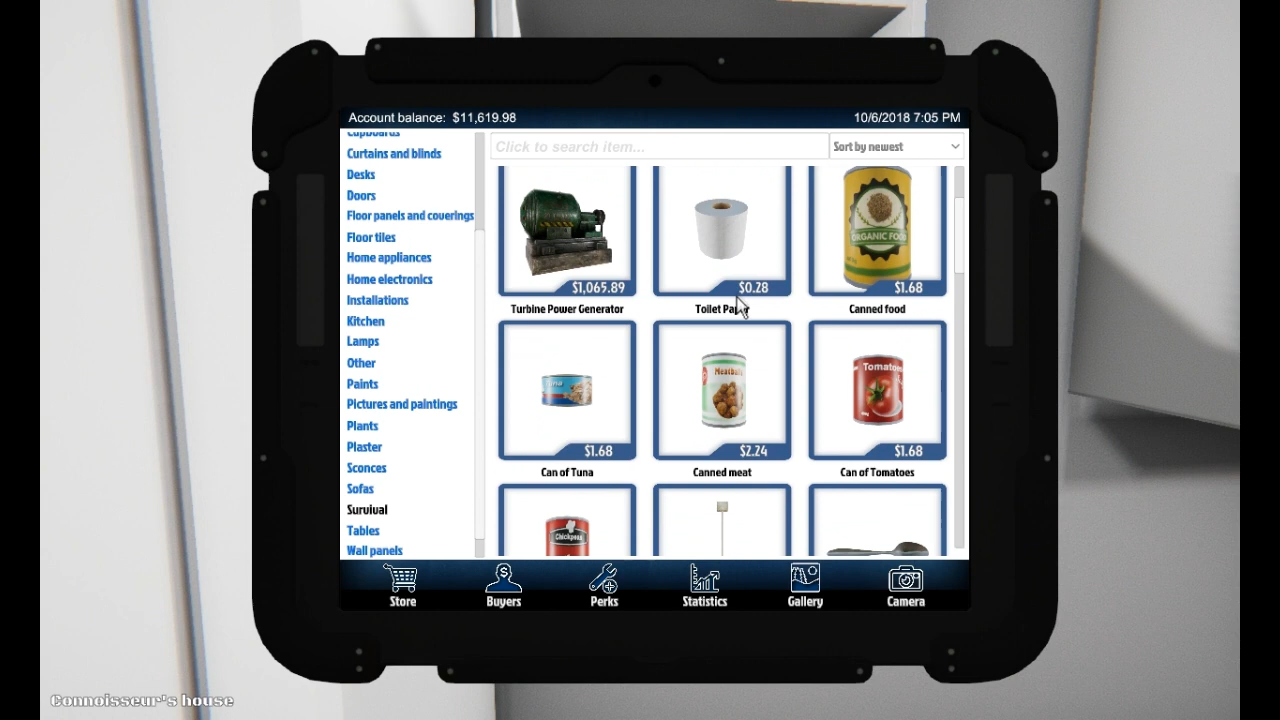 Account balance: $11,619.98
10/6/2018 7:05 PM
Cupboards
Curtains and blinds
Desks
Doors
Floor panels and coverings
Floor tiles
Home appliances
Home electronics
Installations
Kitchen
Lamps
Other
Paints
Pictures and paintings
Plants
Plaster
Sconces
Sofas
Survival
Tables
Wall panels
Click to search item...
Sort by newest
$1,065.89
Turbine Power Generator
$0.28
Toilet Paper
ORGANIC FOOD
$1.68
Canned food
$1.68
Can of Tuna
Meatballs
$2.24
Canned meat
Tomatoes
$1.68
Can of Tomatoes
Chickpeas
Store
Buyers
Perks
Statistics
Gallery
Camera
Connoisseur's house